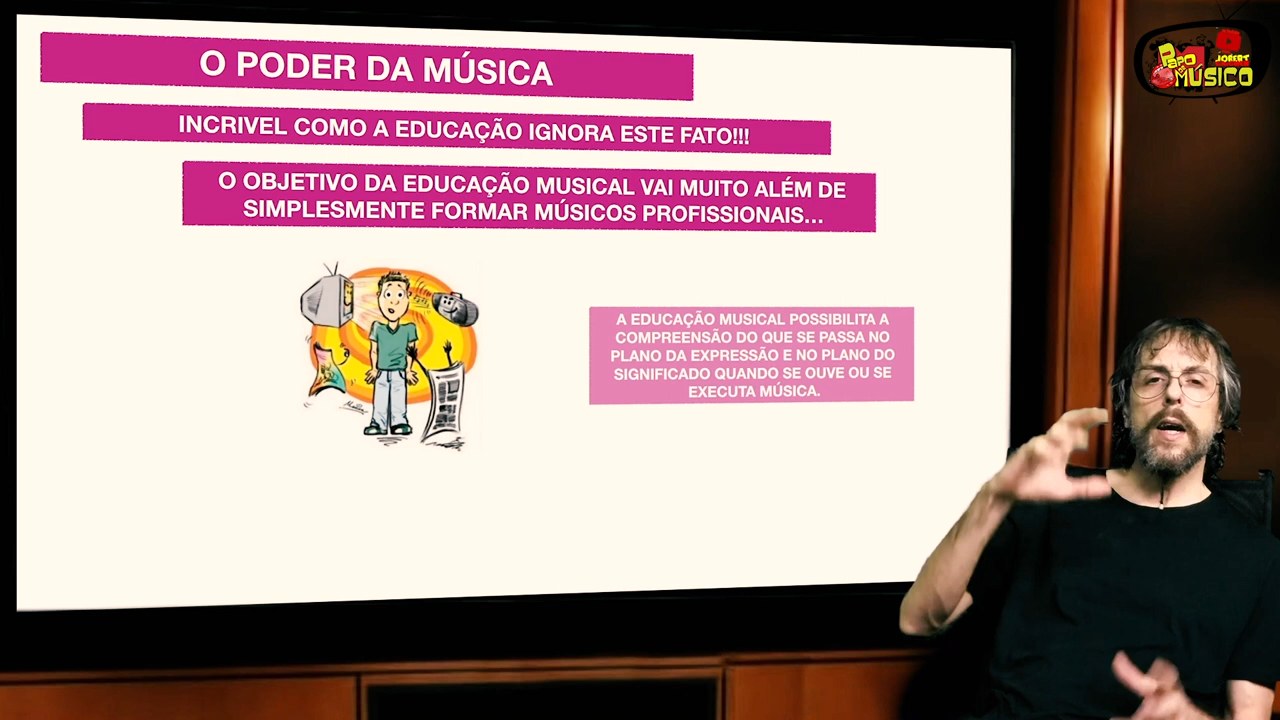 O PODER DA MÚSICA
INCRIVEL COMO A EDUCAÇÃO IGNORA ESTE FATO!!!
O OBJETIVO DA EDUCAÇÃO MUSICAL VAI MUITO ALÉM DE
SIMPLESMENTE FORMAR MÚSICOS PROFISSIONAIS...
A EDUCAÇÃO MUSICAL POSSIBILITA A
COMPREENSÃO DO QUE SE PASSA NO
PLANO DA EXPRESSÃO E NO PLANO DO
SIGNIFICADO QUANDO SE OUVE OU SE
EXECUTA MÚSICA.
PAPO
JOBERT
MÚSICO